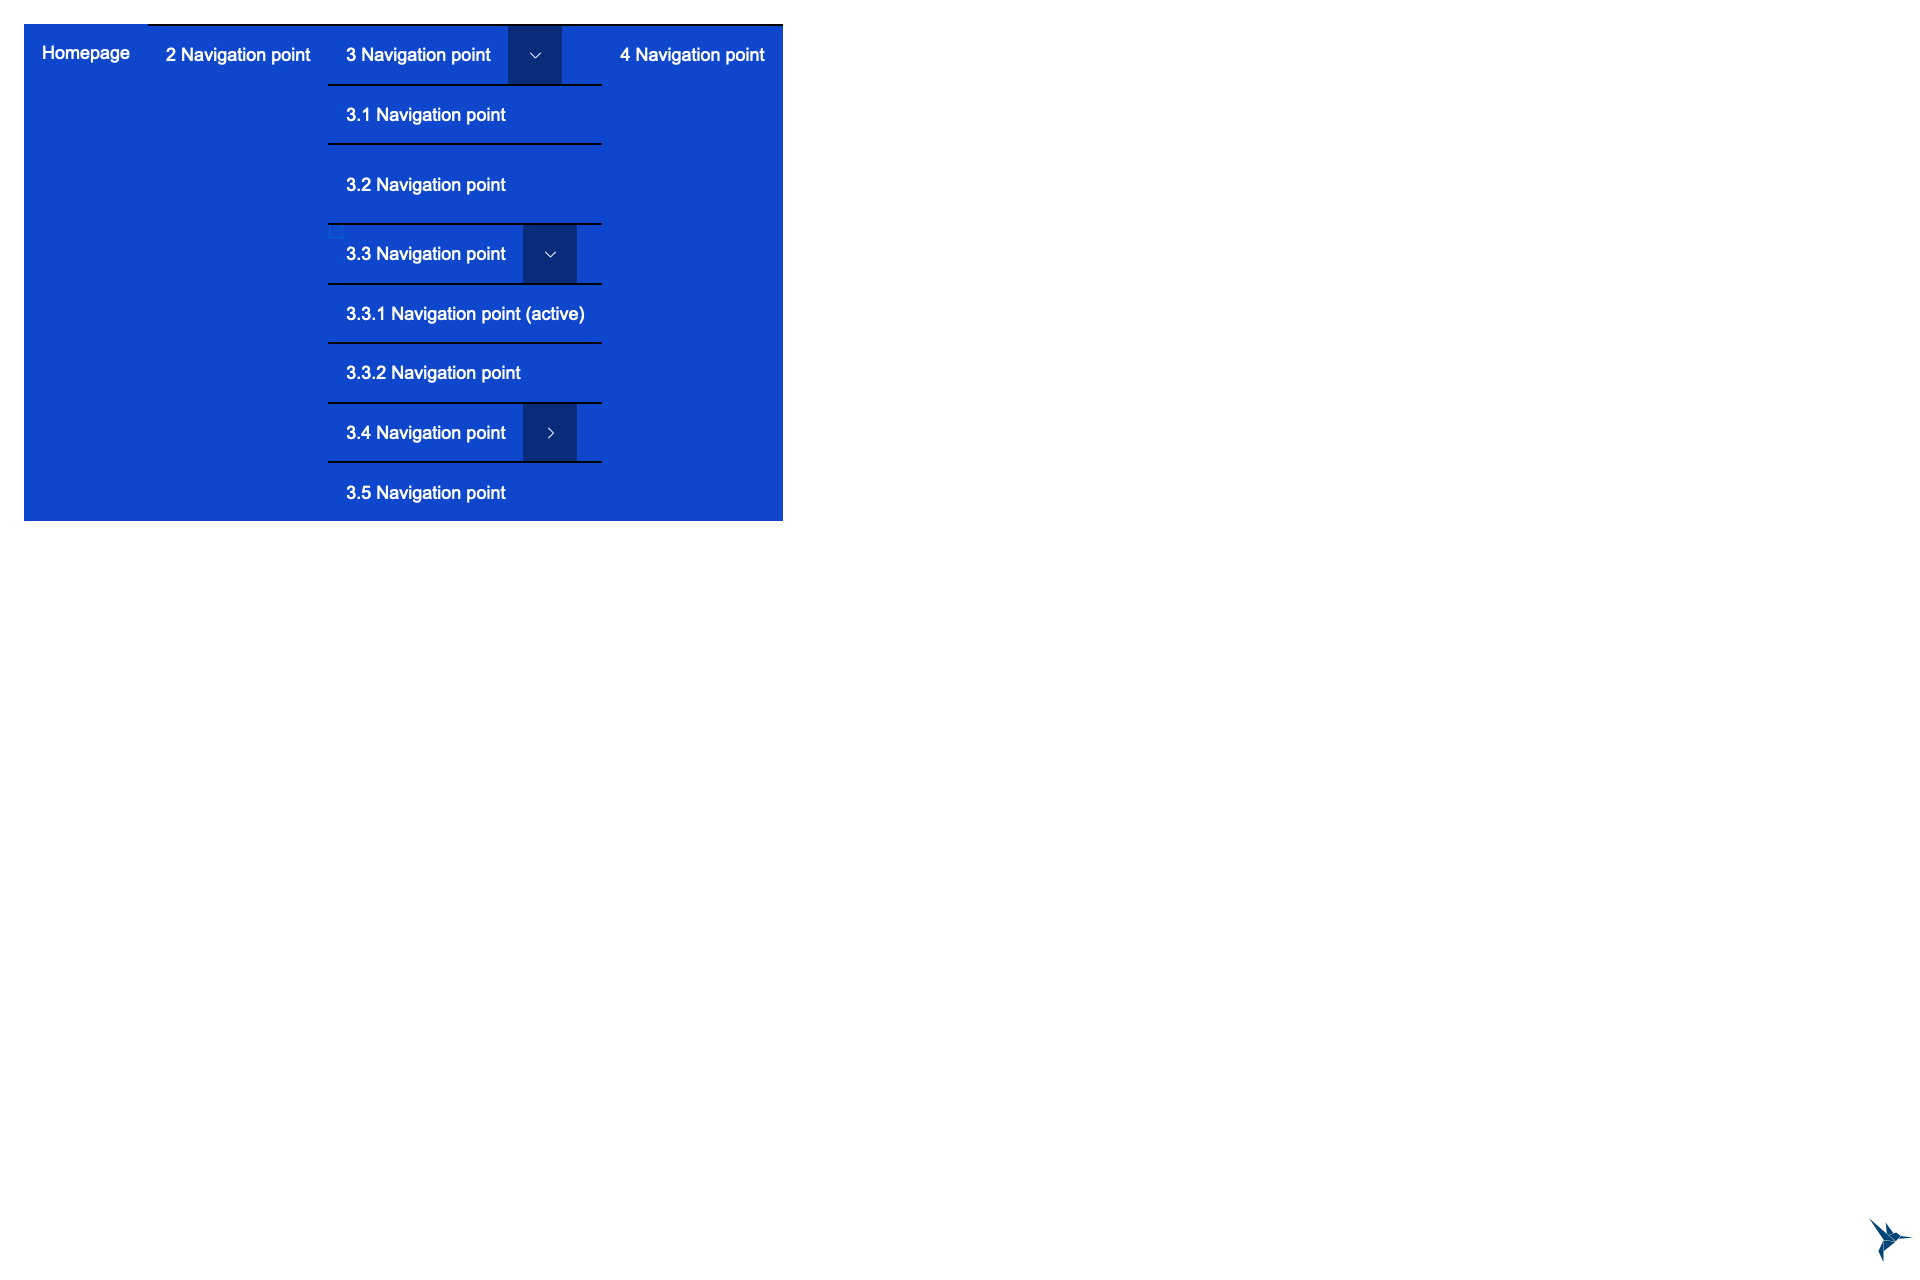 Homepage
2 Navigation point
3 Navigation point
4 Navigation point
3.1 Navigation point
3.2 Navigation point
3.3 Navigation point
3.3.1 Navigation point (active)
3.3.2 Navigation point
3.4 Navigation point
3.5 Navigation point